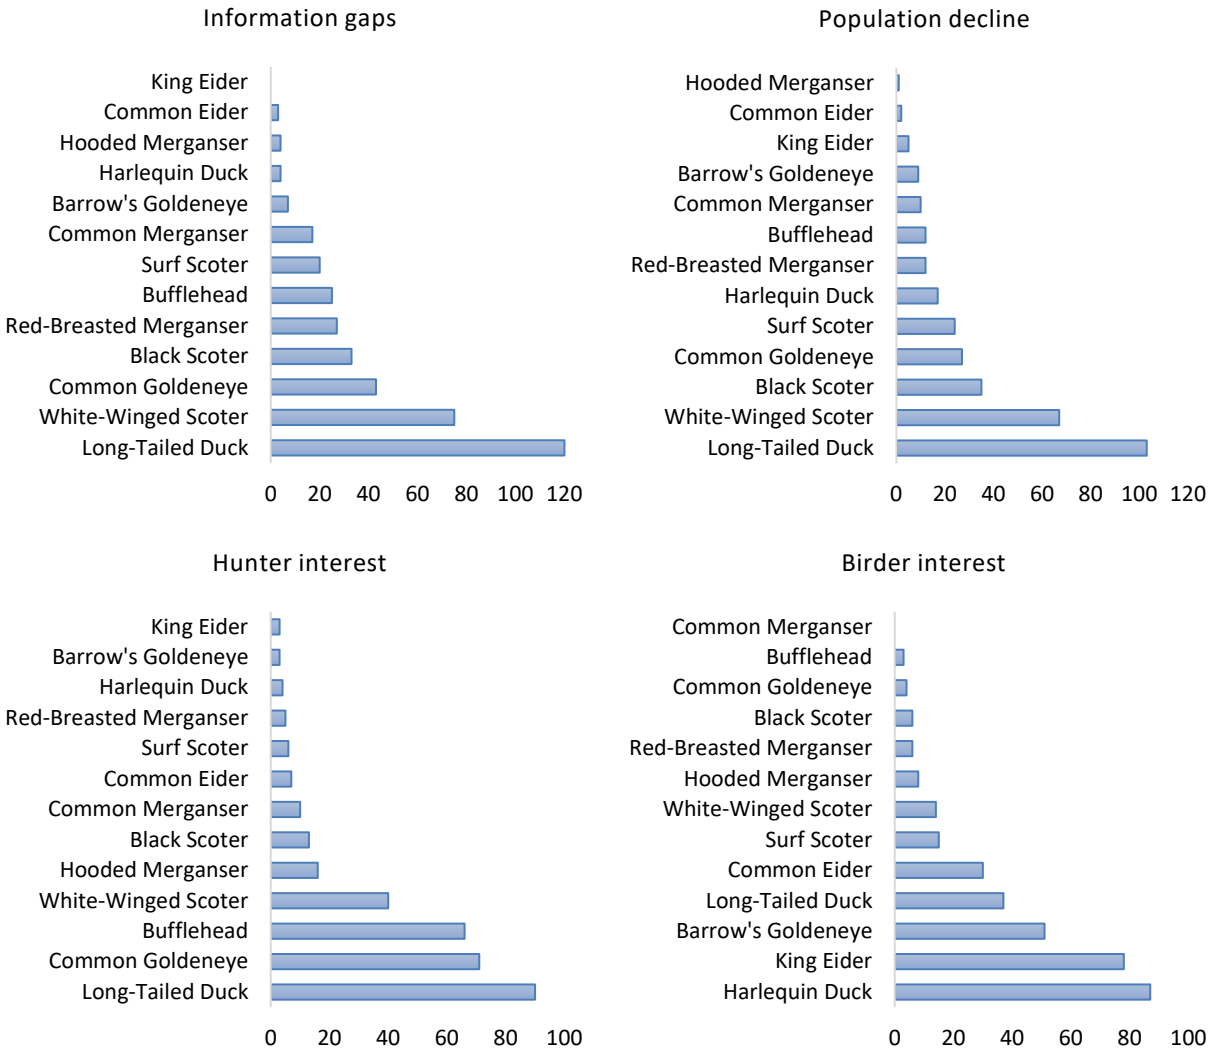 Information gaps
King Eider
Common Eider
Hooded Merganser
Harlequin Duck
Barrow's Goldeneye
Common Merganser
Surf Scoter
Bufflehead
Red-Breasted Merganser
Black Scoter
Common Goldeneye
White-Winged Scoter
Long-Tailed Duck
0 20 40 60 80 100 120
Population decline
Hooded Merganser
Common Eider
King Eider
Barrow's Goldeneye
Common Merganser
Bufflehead
Red-Breasted Merganser
Harlequin Duck
Surf Scoter
Common Goldeneye
Black Scoter
White-Winged Scoter
Long-Tailed Duck
0 20 40 60 80 100 120
Hunter interest
King Eider
Barrow's Goldeneye
Harlequin Duck
Red-Breasted Merganser
Surf Scoter
Common Eider
Common Merganser
Black Scoter
Hooded Merganser
White-Winged Scoter
Bufflehead
Common Goldeneye
Long-Tailed Duck
0 20 40 60 80 100
Birder interest
Common Merganser
Bufflehead
Common Goldeneye
Black Scoter
Red-Breasted Merganser
Hooded Merganser
White-Winged Scoter
Surf Scoter
Common Eider
Long-Tailed Duck
Barrow's Goldeneye
King Eider
Harlequin Duck
0 20 40 60 80 100